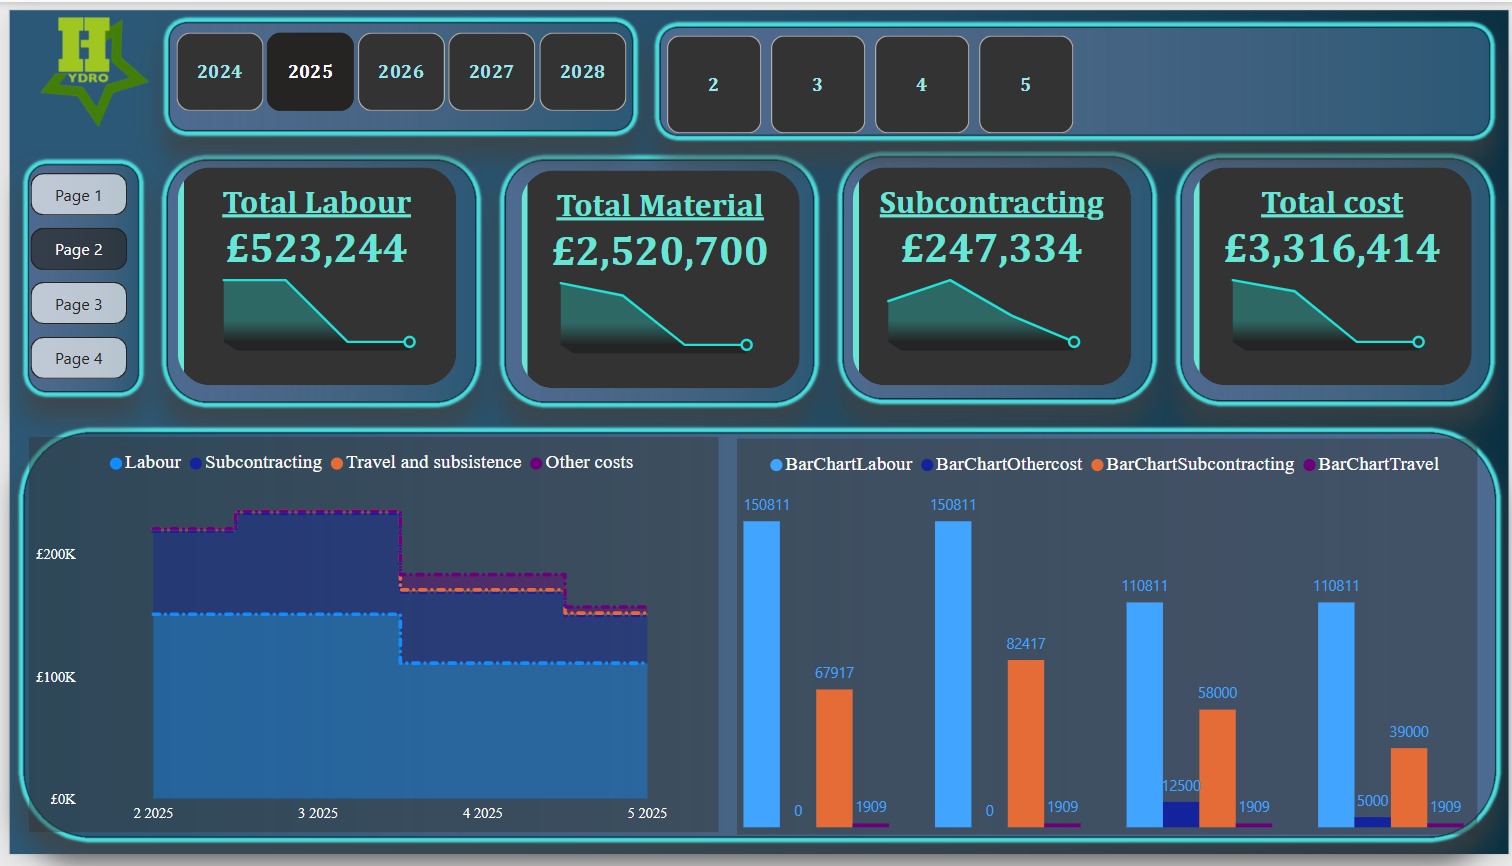 H
YDRO
2024
2025
2026
2027
2028
2
3
4
5
Page 1
Page 2
Page 3
Page 4
Total Labour
£523,244
Total Material
£2,520,700
Subcontracting
£247,334
Total cost
£3,316,414
Labour Subcontracting Travel and subsistence Other costs
£200K
£100K
£0K
2 2025 3 2025 4 2025 5 2025
BarChartLabour BarChartOthercost BarChartSubcontracting BarChartTravel
150811
0
67917
1909
150811
0
82417
1909
110811
12500
58000
1909
110811
5000
39000
1909